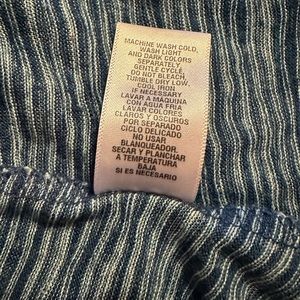 MACHINE WASH COLD,
WASH LIGHT
AND DARK COLORS
SEPARATELY,
GENTLE CYCLE,
DO NOT BLEACH,
TUMBLE DRY LOW,
COOL IRON
IF NECESSARY
LAVAR A MAQUINA
CON AGUA FRIA
LAVAR COLORES
CLAROS Y OSCUROS
POR SEPARADO
CICLO DELICADO
NO USAR
BLANQUEADOR.
SECAR Y PLANCHAR
A TEMPERATURA
BAJA
SI ES NECESARIO